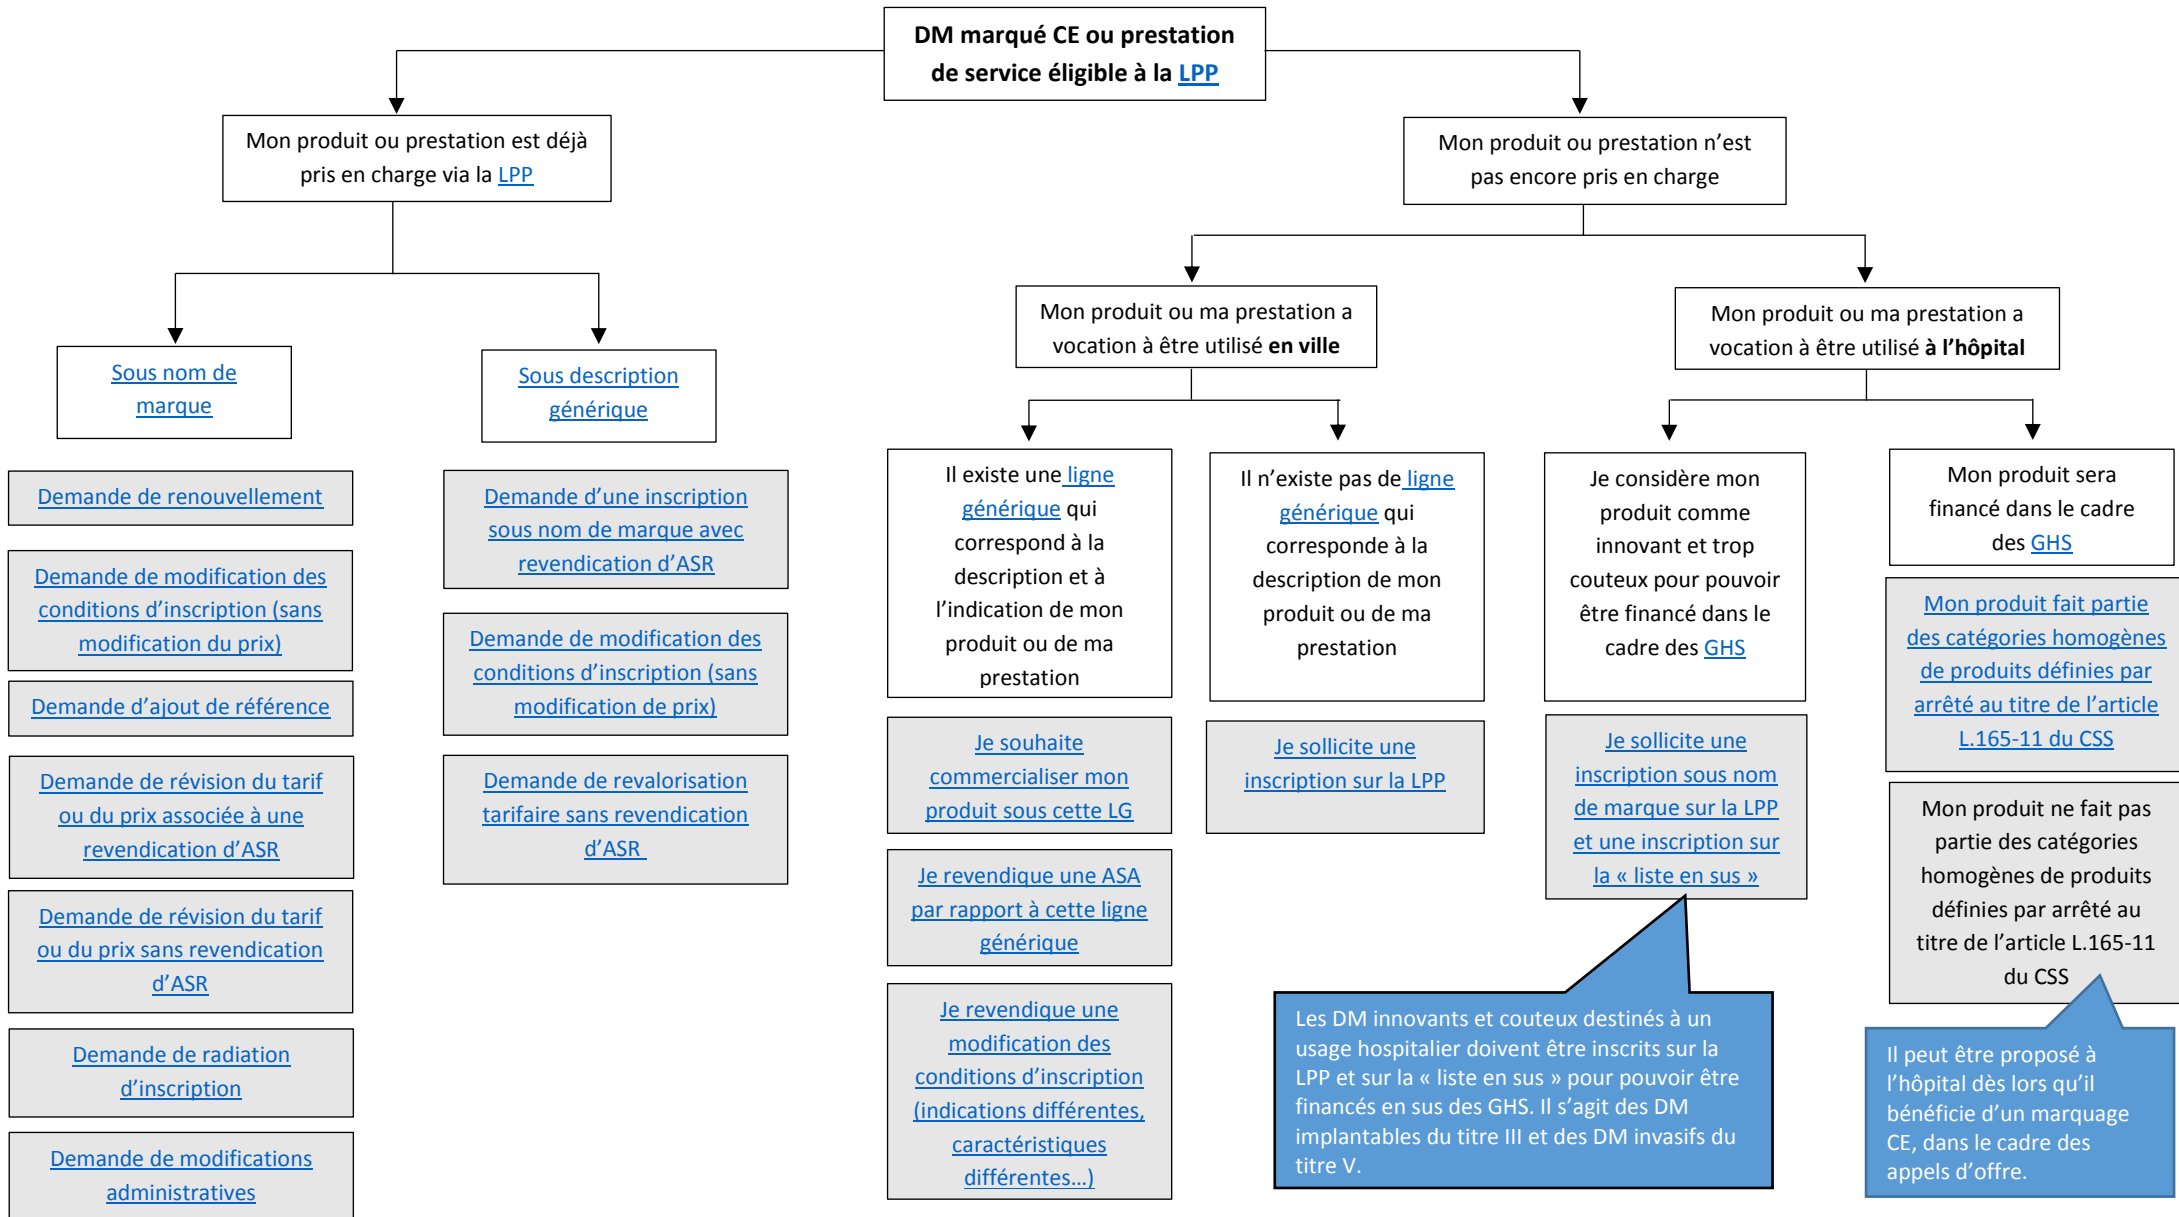 DM marqué CE ou prestation
de service éligible à la LPP
Mon produit ou prestation est déjà
pris en charge via la LPP
Mon produit ou prestation n’est
pas encore pris en charge
Sous nom de
marque
Sous description
générique
Mon produit ou ma prestation a
vocation à être utilisé en ville
Mon produit ou ma prestation a
vocation à être utilisé à l’hôpital
Demande de renouvellement
Demande de modification des
conditions d’inscription (sans
modification du prix)
Demande d’ajout de référence
Demande de révision du tarif
ou du prix associée à une
revendication d’ASR
Demande de révision du tarif
ou du prix sans revendication
d’ASR
Demande de radiation
d’inscription
Demande de modifications
administratives
Demande d’une inscription
sous nom de marque avec
revendication d’ASR
Demande de modification des
conditions d’inscription (sans
modification de prix)
Demande de revalorisation
tarifaire sans revendication
d’ASR
Il existe une ligne
générique qui
correspond à la
description et à
l’indication de mon
produit ou de ma
prestation
Je souhaite
commercialiser mon
produit sous cette LG
Je revendique une ASA
par rapport à cette ligne
générique
Je revendique une
modification des
conditions d’inscription
(indications différentes,
caractéristiques
différentes…)
Il n’existe pas de ligne
générique qui
corresponde à la
description de mon
produit ou de ma
prestation
Je sollicite une
inscription sur la LPP
Je considère mon
produit comme
innovant et trop
couteux pour pouvoir
être financé dans le
cadre des GHS
Je sollicite une
inscription sous nom
de marque sur la LPP
et une inscription sur
la « liste en sus »
Les DM innovants et couteux destinés à un
usage hospitalier doivent être inscrits sur la
LPP et sur la « liste en sus » pour pouvoir être
financés en sus des GHS. Il s’agit des DM
implantables du titre III et des DM invasifs du
titre V.
Mon produit sera
financé dans le cadre
des GHS
Mon produit fait partie
des catégories homogènes
de produits définies par
arrêté au titre de l’article
L.165-11 du CSS
Mon produit ne fait pas
partie des catégories
homogènes de produits
définies par arrêté au
titre de l’article L.165-11
du CSS
Il peut être proposé à
l’hôpital dès lors qu’il
bénéficie d’un marquage
CE, dans le cadre des
appels d’offre.